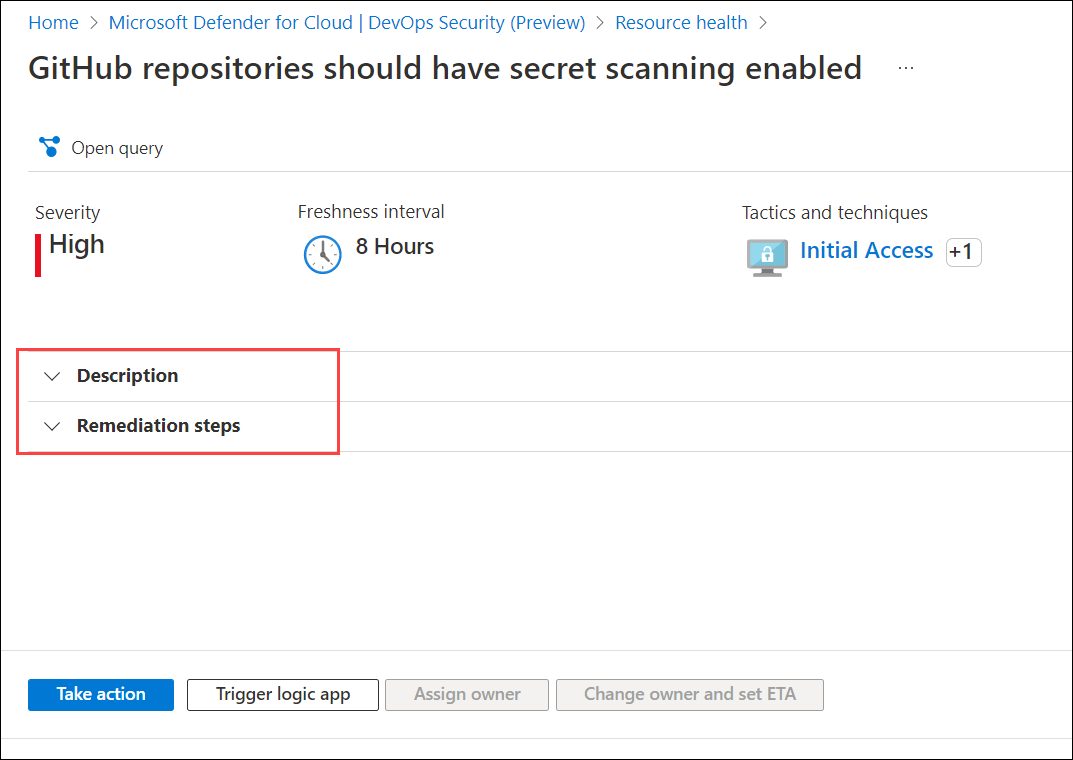 Home > Microsoft Defender for Cloud | DevOps Security (Preview) > Resource health >
GitHub repositories should have secret scanning enabled ...
Open query
Severity
High
Freshness interval
8 Hours
Tactics and techniques
Initial Access +1
Description
Remediation steps
Take action
Trigger logic app
Assign owner
Change owner and set ETA